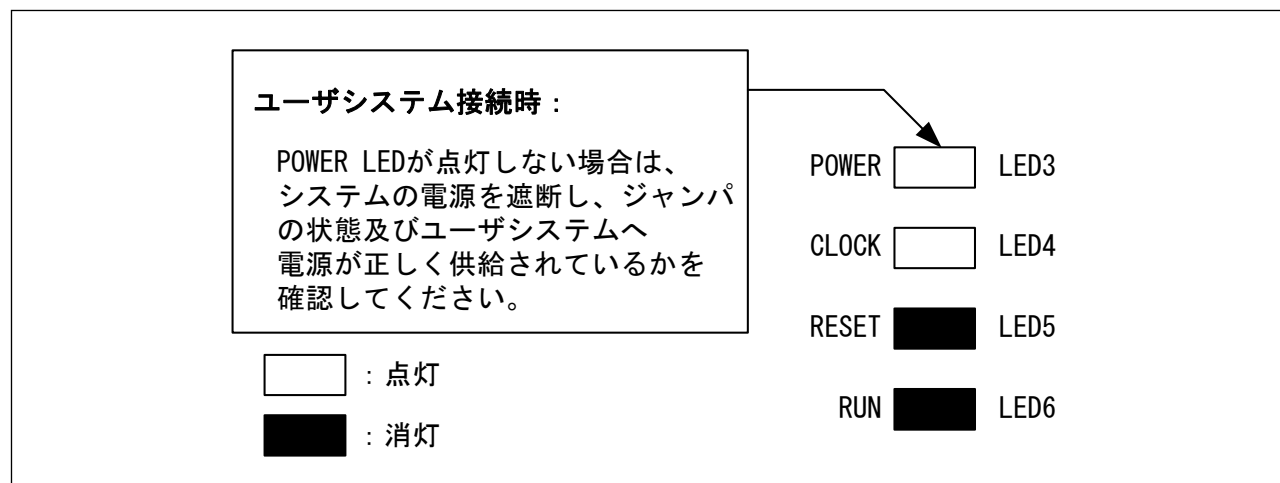 ユーザシステム接続時：
POWER LEDが点灯しない場合は、
システムの電源を遮断し、ジャンパ
の状態及びユーザシステムへ
電源が正しく供給されているかを
確認してください。
：点灯
：消灯
POWER LED3
CLOCK LED4
RESET LED5
RUN LED6